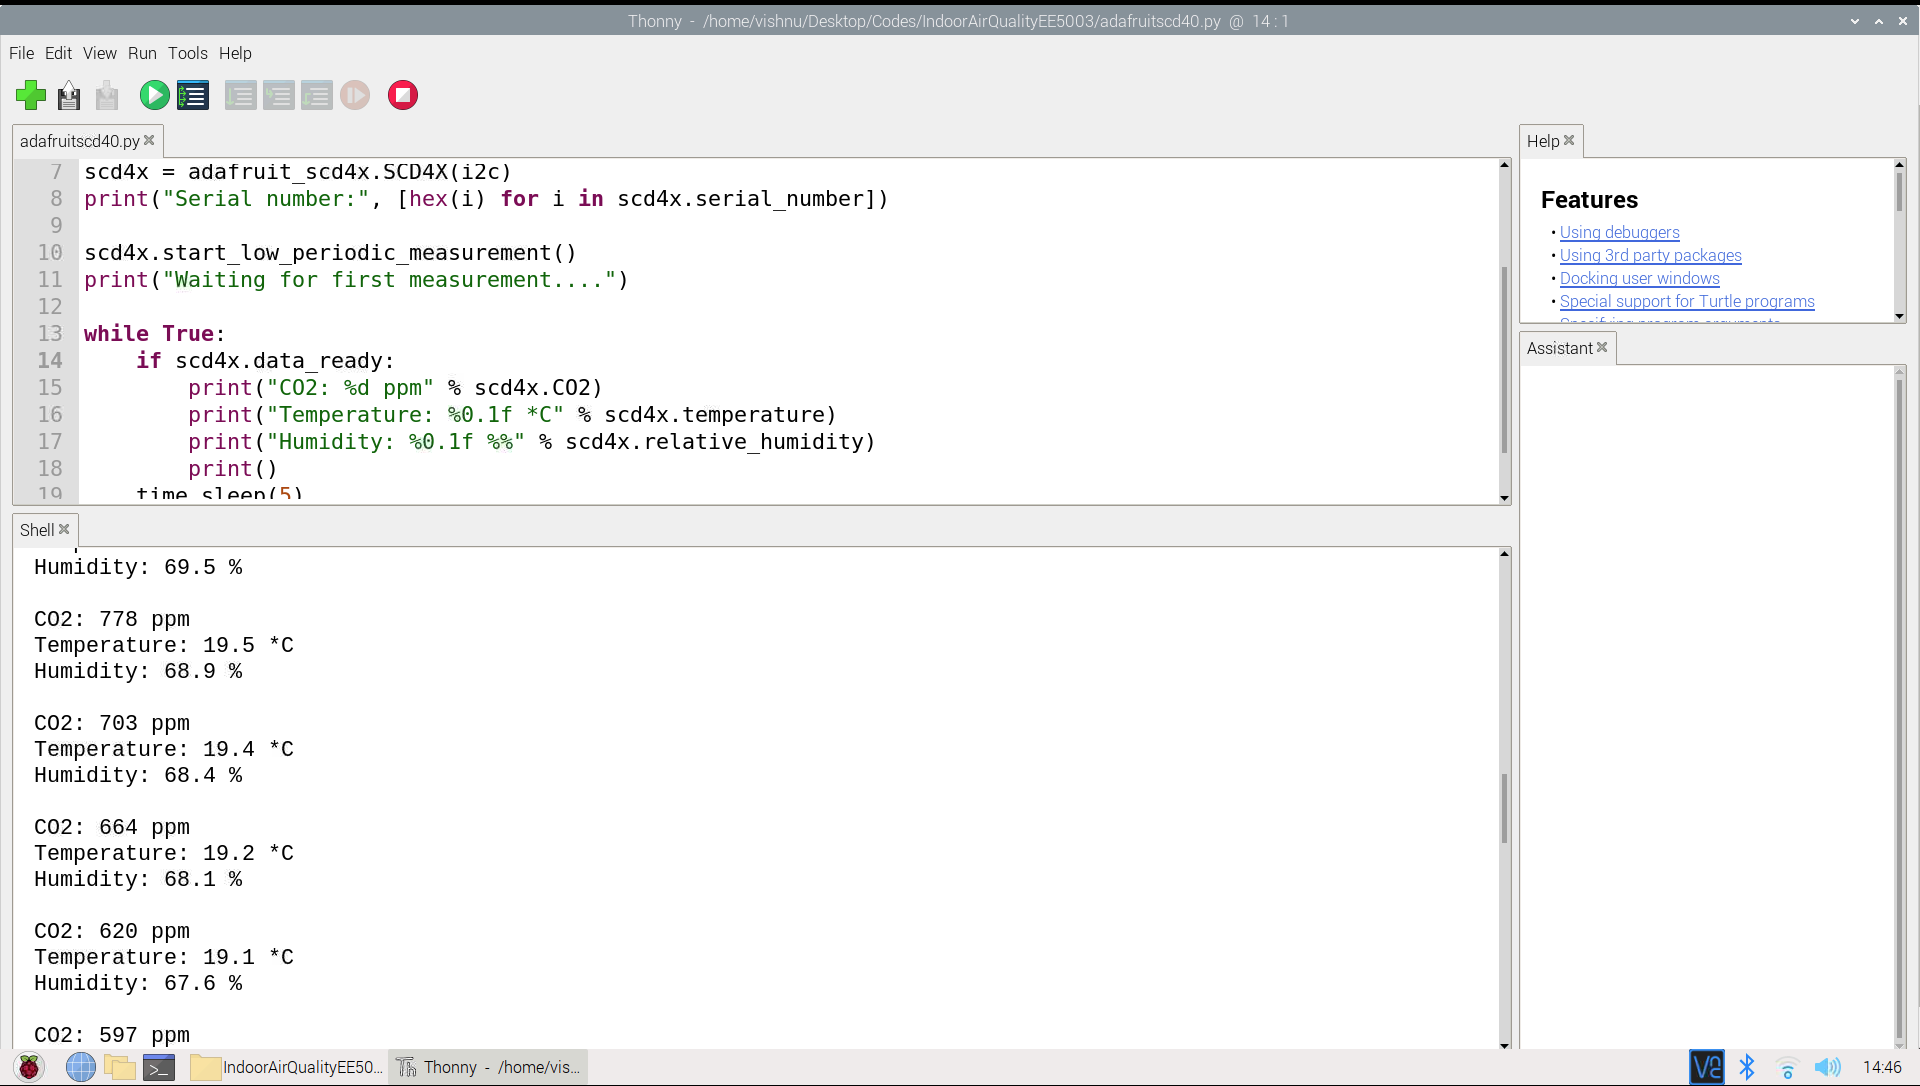 Thonny - /home/vishnu/Desktop/Codes/IndoorAirQualityEE5003/adafruitscd40.py @ 14 : 1
File Edit View Run Tools Help
adafruitscd40.py
7 scd4x = adafruit_scd4x.SCD4X(i2c)
8 print("Serial number:", [hex(i) for i in scd4x.serial_number])
9
10 scd4x.start_low_periodic_measurement()
11 print("Waiting for first measurement....")
12
13 while True:
14 if scd4x.data_ready:
15 print("CO2: %d ppm" % scd4x.CO2)
16 print("Temperature: %0.1f *C" % scd4x.temperature)
17 print("Humidity: %0.1f %%" % scd4x.relative_humidity)
18 print()
19 time.sleep(5)
Shell
Humidity: 69.5 %
CO2: 778 ppm
Temperature: 19.5 *C
Humidity: 68.9 %
CO2: 703 ppm
Temperature: 19.4 *C
Humidity: 68.4 %
CO2: 664 ppm
Temperature: 19.2 *C
Humidity: 68.1 %
CO2: 620 ppm
Temperature: 19.1 *C
Humidity: 67.6 %
CO2: 597 ppm
Help
Features
• Using debuggers
• Using 3rd party packages
• Docking user windows
• Special support for Turtle programs
• Specifying program arguments
Assistant
IndoorAirQualityEE50...
Thonny - /home/vis...
14:46